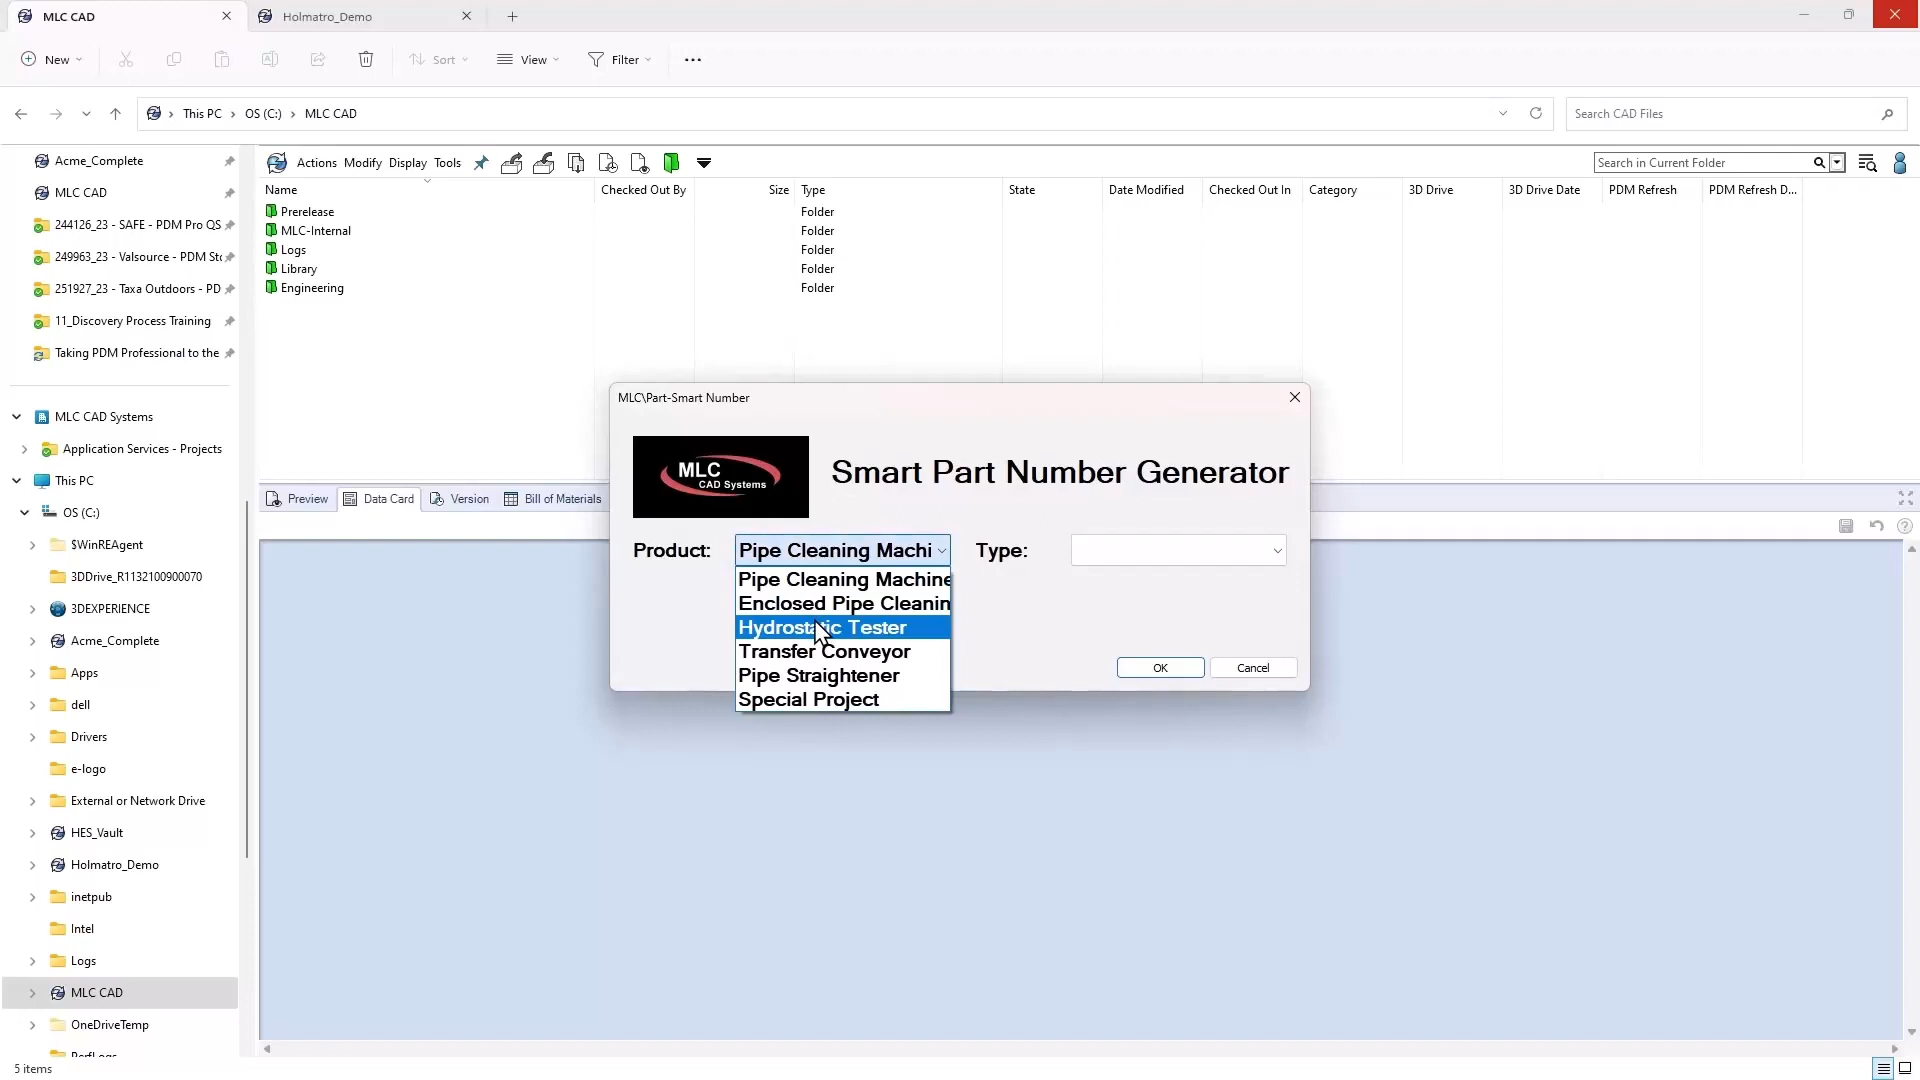 MLC CAD
Holmatro_Demo
New
Sort
View
Filter
This PC
OS (C:)
MLC CAD
Search CAD Files
Acme_Complete
MLC CAD
244126_23 - SAFE - PDM Pro QS
249963_23 - Valsource - PDM Sta
251927_23 - Taxa Outdoors - PD
11_Discovery Process Training
Taking PDM Professional to the
MLC CAD Systems
Application Services - Projects
This PC
OS (C:)
$WinREAgent
3DDrive_R1132100900070
3DEXPERIENCE
Acme_Complete
Apps
dell
Drivers
e-logo
External or Network Drive
HES_Vault
Holmatro_Demo
inetpub
Intel
Logs
MLC CAD
OneDriveTemp
PerfLogs
5 items
Actions Modify Display Tools
Search in Current Folder
Name Checked Out By Size Type State Date Modified Checked Out In Category 3D Drive 3D Drive Date PDM Refresh PDM Refresh D...
Prerelease Folder
MLC-Internal Folder
Logs Folder
Library Folder
Engineering Folder
Preview Data Card Version Bill of Materials
MLC\Part-Smart Number
MLC
CAD Systems
Smart Part Number Generator
Product: Pipe Cleaning Machi Type:
Pipe Cleaning Machine
Enclosed Pipe Cleanin
Hydrostatic Tester
Transfer Conveyor
Pipe Straightener
Special Project
OK Cancel